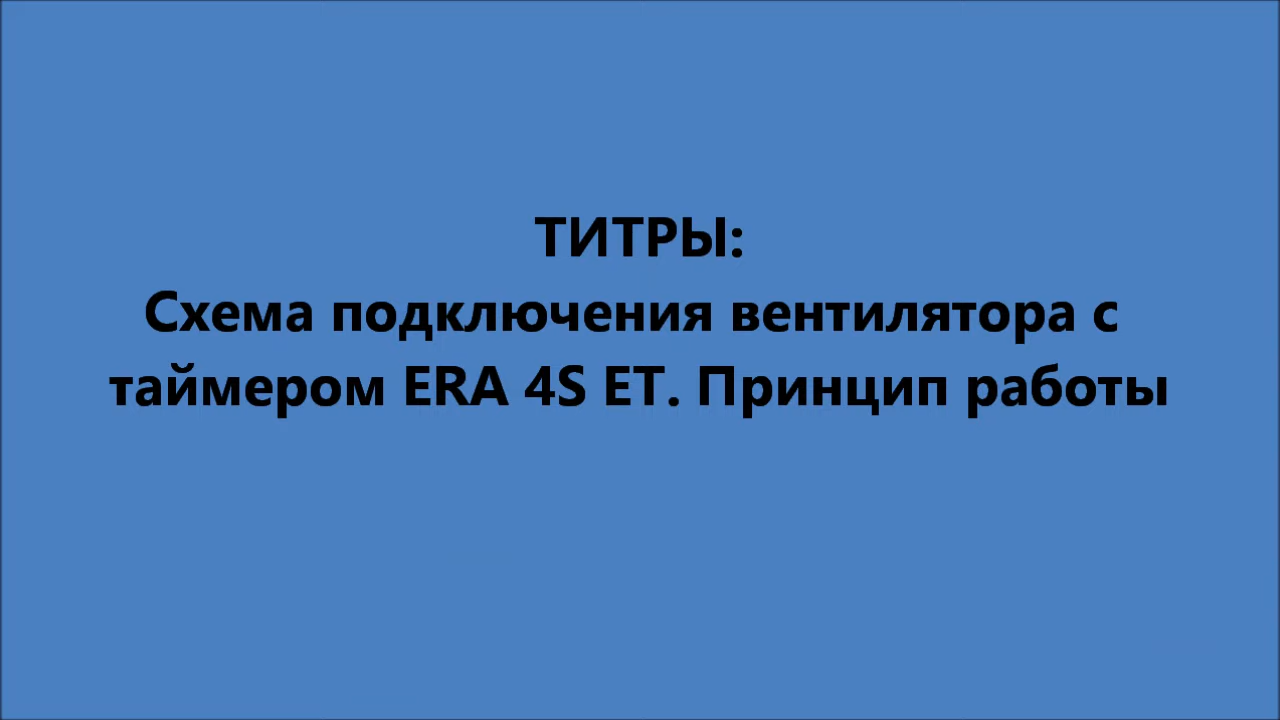 ТИТРЫ:
Схема подключения вентилятора с
таймером ERA 4S ET. Принцип работы